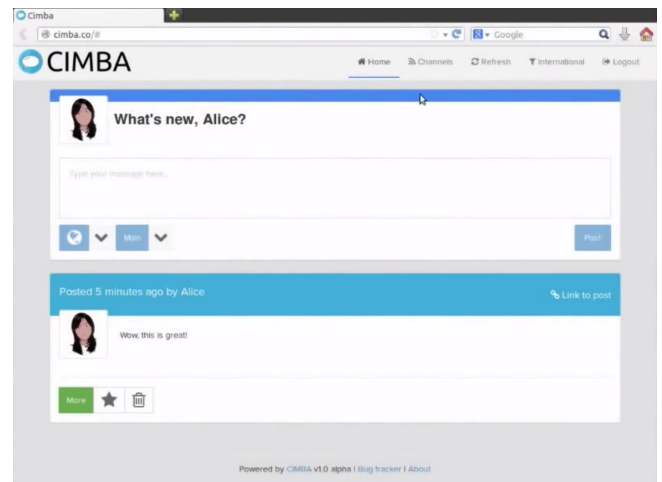 Cimba
cimba.co/#
Google
CIMBA
Home Channels Refresh International Logout
What's new, Alice?
Type your message here...
Main
Post
Posted 5 minutes ago by Alice
Link to post
Wow, this is great!
More
Powered by CIMBA v1.0 alpha | Bug tracker | About